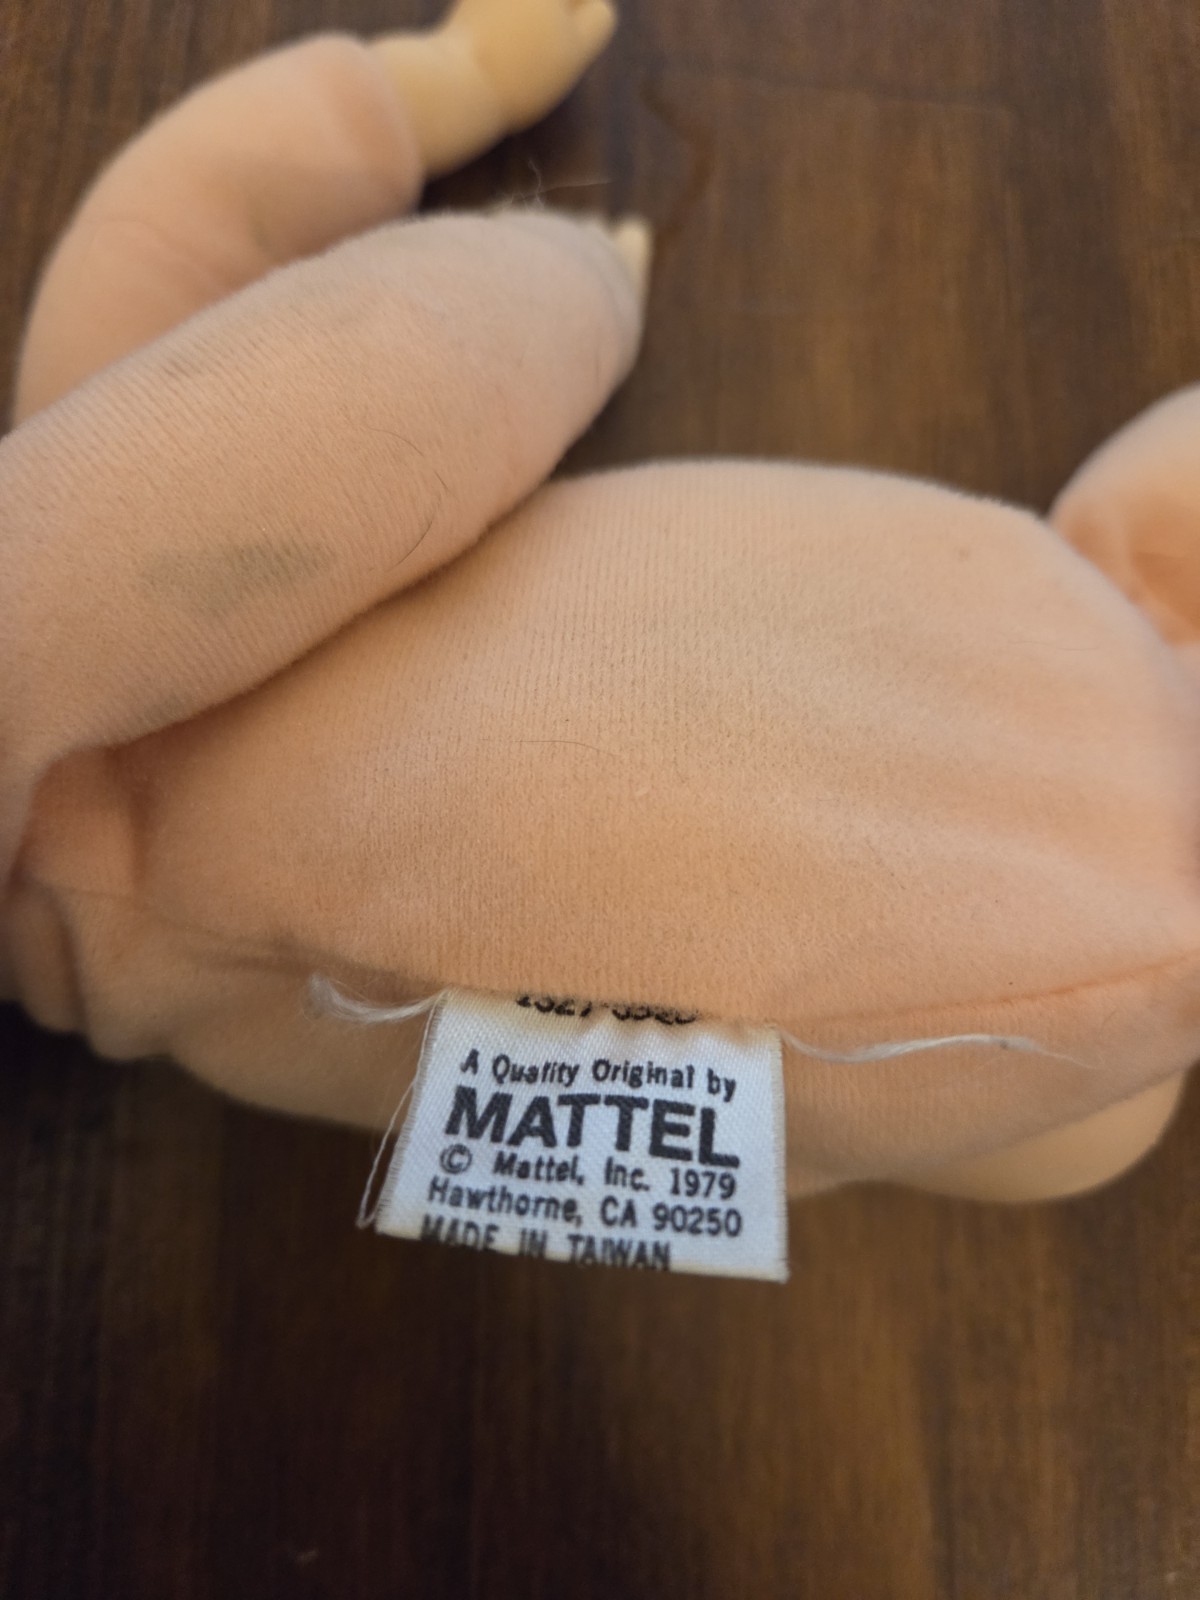 A Quality Original by
MATTEL
© Mattel, Inc. 1979
Hawthorne, CA 90250
MADE IN TAIWAN